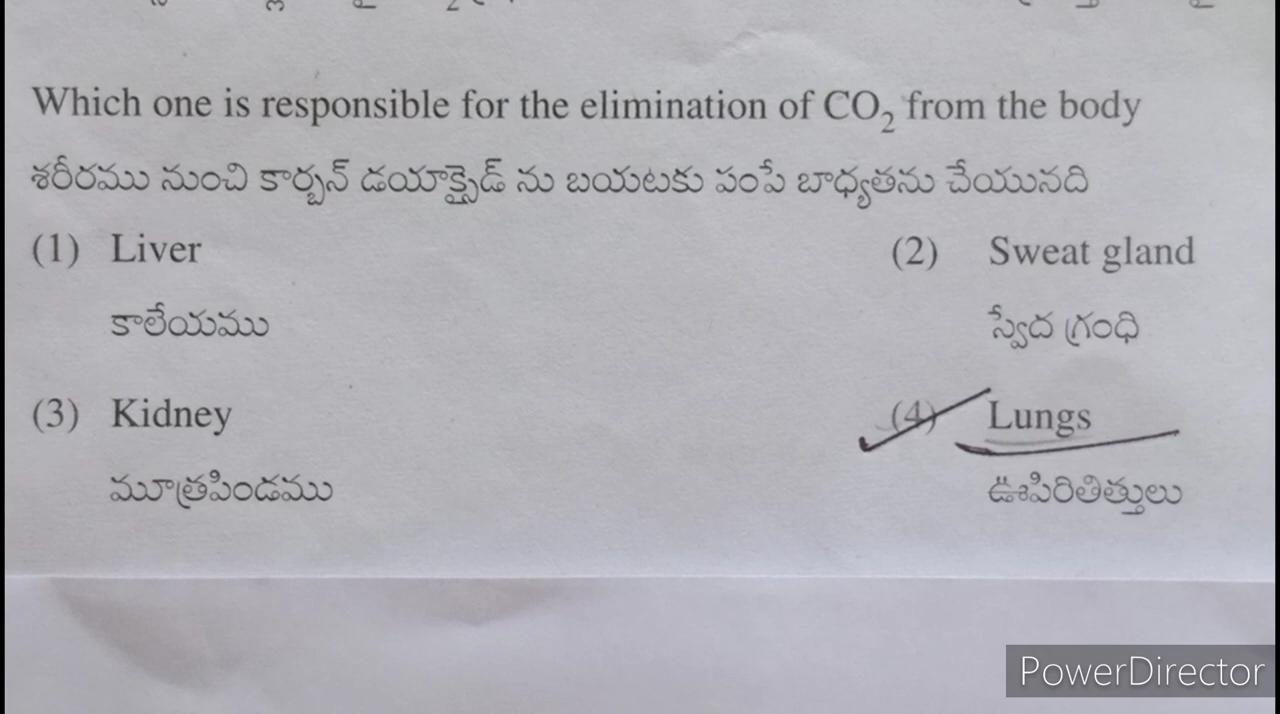 Which one is responsible for the elimination of CO₂ from the body
శరీరము నుంచి కార్బన్ డయాక్సైడ్ ను బయటకు పంపే బాధ్యతను చేయునది
(1) Liver (2) Sweat gland
కాలేయము స్వేద గ్రంధి
(3) Kidney (4) Lungs
మూత్రపిండము ఊపిరితిత్తులు
PowerDirector